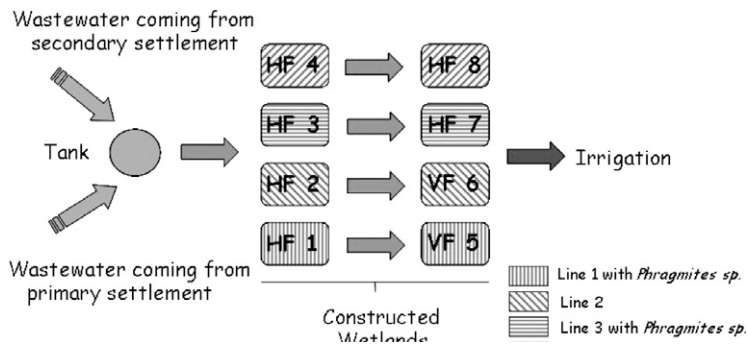 Wastewater coming from
secondary settlement
Tank
Wastewater coming from
primary settlement
HF 4
HF 8
HF 3
HF 7
HF 2
VF 6
HF 1
VF 5
Irrigation
Constructed
Wetlands
Line 1 with Phragmites sp.
Line 2
Line 3 with Phragmites sp.